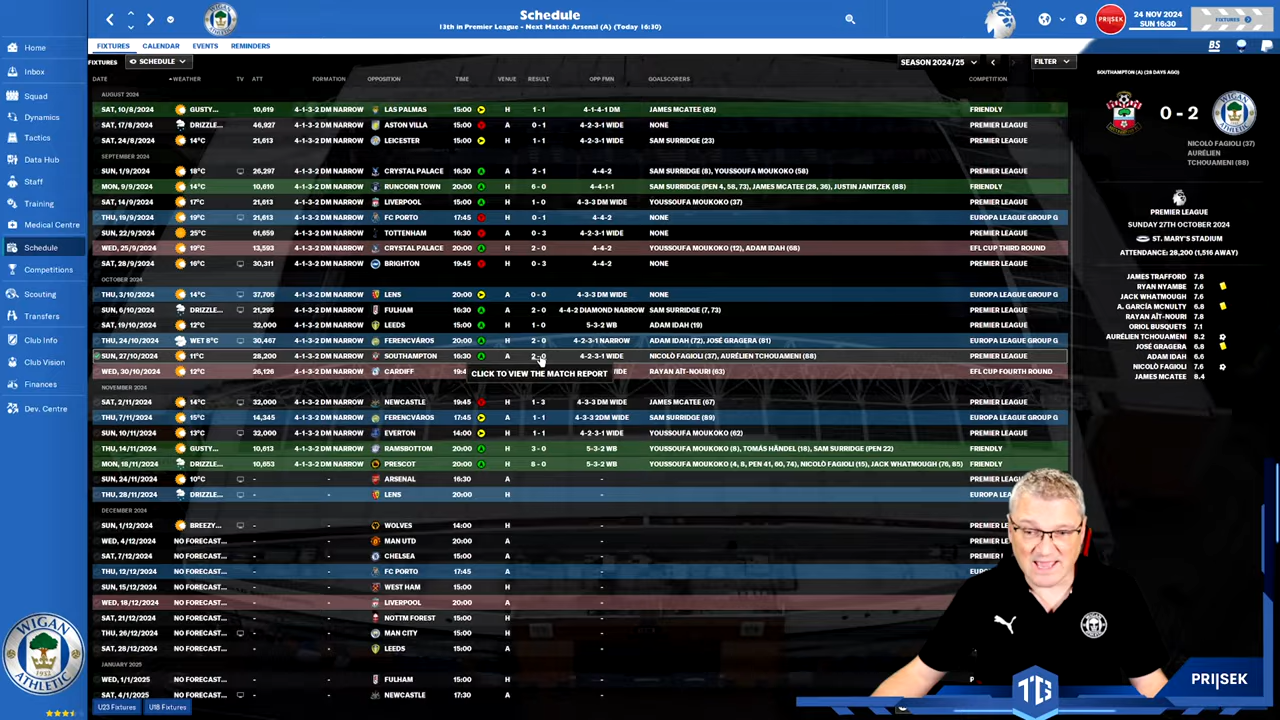 Schedule
13th in Premier League - Next Match: Arsenal (A) (Today 16:30)
PRIISEK
24 NOV 2024
SUN 16:30
FIXTURES
Home
Inbox
Squad
Dynamics
Tactics
Data Hub
Staff
Training
Medical Centre
Schedule
Competitions
Scouting
Transfers
Club Info
Club Vision
Finances
Dev. Centre
WIGAN
1932
ATHLETIC
FIXTURES CALENDAR EVENTS REMINDERS
BS
FIXTURES SCHEDULE SEASON 2024/25 FILTER
DATE WEATHER TV ATT FORMATION OPPOSITION TIME VENUE RESULT OPP FMN GOALSCORERS COMPETITION
AUGUST 2024
SAT, 10/8/2024 GUSTY... 10,619 4-1-3-2 DM NARROW LAS PALMAS 15:00 H 1 - 1 4-1-4-1 DM JAMES MCATEE (82) FRIENDLY
SAT, 17/8/2024 DRIZZLE... 46,927 4-1-3-2 DM NARROW ASTON VILLA 15:00 A 0 - 1 4-2-3-1 WIDE NONE PREMIER LEAGUE
SAT, 24/8/2024 14°C 21,613 4-1-3-2 DM NARROW LEICESTER 15:00 H 1 - 1 4-2-3-1 WIDE SAM SURRIDGE (23) PREMIER LEAGUE
SEPTEMBER 2024
SUN, 1/9/2024 18°C 26,297 4-1-3-2 DM NARROW CRYSTAL PALACE 16:30 A 2 - 1 4-4-2 SAM SURRIDGE (8), YOUSSOUFA MOUKOKO (58) PREMIER LEAGUE
MON, 9/9/2024 14°C 10,610 4-1-3-2 DM NARROW RUNCORN TOWN 20:00 H 6 - 0 4-4-1-1 SAM SURRIDGE (PEN 4, 58, 73), JAMES MCATEE (28, 36), JUSTIN JANITZEK (88) FRIENDLY
SAT, 14/9/2024 17°C 21,613 4-1-3-2 DM NARROW LIVERPOOL 15:00 H 1 - 0 4-3-3 DM WIDE YOUSSOUFA MOUKOKO (37) PREMIER LEAGUE
THU, 19/9/2024 19°C 21,613 4-1-3-2 DM NARROW FC PORTO 17:45 H 0 - 1 4-4-2 NONE EUROPA LEAGUE GROUP G
SUN, 22/9/2024 25°C 61,659 4-1-3-2 DM NARROW TOTTENHAM 16:30 A 0 - 3 4-2-3-1 WIDE NONE PREMIER LEAGUE
WED, 25/9/2024 19°C 13,593 4-1-3-2 DM NARROW CRYSTAL PALACE 20:00 H 2 - 0 4-4-2 YOUSSOUFA MOUKOKO (12), ADAM IDAH (68) EFL CUP THIRD ROUND
SAT, 28/9/2024 16°C 30,311 4-1-3-2 DM NARROW BRIGHTON 19:45 A 0 - 3 4-4-2 NONE PREMIER LEAGUE
OCTOBER 2024
THU, 3/10/2024 14°C 37,705 4-1-3-2 DM NARROW LENS 20:00 A 0 - 0 4-3-3 DM WIDE NONE EUROPA LEAGUE GROUP G
SUN, 6/10/2024 DRIZZLE... 21,295 4-1-3-2 DM NARROW FULHAM 16:30 A 2 - 0 4-4-2 DIAMOND NARROW SAM SURRIDGE (7, 73) PREMIER LEAGUE
SAT, 19/10/2024 12°C 32,000 4-1-3-2 DM NARROW LEEDS 15:00 H 1 - 0 5-3-2 WB ADAM IDAH (19) PREMIER LEAGUE
THU, 24/10/2024 WET 8°C 30,467 4-1-3-2 DM NARROW FERENCVÁROS 20:00 H 2 - 0 4-2-3-1 NARROW ADAM IDAH (72), JOSÉ GRAGERA (81) EUROPA LEAGUE GROUP G
SUN, 27/10/2024 11°C 28,200 4-1-3-2 DM NARROW SOUTHAMPTON 16:30 A 2 - 0 4-2-3-1 WIDE NICOLÒ FAGIOLI (37), AURÉLIEN TCHOUAMENI (88) PREMIER LEAGUE
WED, 30/10/2024 12°C 26,126 4-1-3-2 DM NARROW CARDIFF 19:4 WIDE RAYAN AÏT-NOURI (63) EFL CUP FOURTH ROUND
CLICK TO VIEW THE MATCH REPORT
NOVEMBER 2024
SAT, 2/11/2024 14°C 32,000 4-1-3-2 DM NARROW NEWCASTLE 19:45 H 1 - 3 4-3-3 DM WIDE JAMES MCATEE (67) PREMIER LEAGUE
THU, 7/11/2024 15°C 14,345 4-1-3-2 DM NARROW FERENCVÁROS 17:45 A 1 - 1 4-3-3 2DM WIDE SAM SURRIDGE (89) EUROPA LEAGUE GROUP G
SUN, 10/11/2024 13°C 32,000 4-1-3-2 DM NARROW EVERTON 14:00 H 1 - 1 4-2-3-1 WIDE YOUSSOUFA MOUKOKO (62) PREMIER LEAGUE
THU, 14/11/2024 GUSTY... 10,613 4-1-3-2 DM NARROW RAMSBOTTOM 20:00 H 3 - 0 5-3-2 WB YOUSSOUFA MOUKOKO (8), TOMÁS HÄNDEL (18), SAM SURRIDGE (PEN 22) FRIENDLY
MON, 18/11/2024 DRIZZLE... 10,653 4-1-3-2 DM NARROW PRESCOT 20:00 H 8 - 0 5-3-2 WB YOUSSOUFA MOUKOKO (4, 8, PEN 41, 60, 74), NICOLÒ FAGIOLI (15), JACK WHATMOUGH (76, 85) FRIENDLY
SUN, 24/11/2024 10°C - ARSENAL 16:30 A - PREMIER LEAGUE
THU, 28/11/2024 DRIZZLE... - LENS 20:00 H - EUROPA LEA
DECEMBER 2024
SUN, 1/12/2024 BREEZY... - WOLVES 14:00 H - PREMIER LE
WED, 4/12/2024 NO FORECAST... - MAN UTD 20:00 H - PREMIER LE
SAT, 7/12/2024 NO FORECAST... - CHELSEA 15:00 A - PREMIER
THU, 12/12/2024 NO FORECAST... - FC PORTO 17:45 A - EUROP
SUN, 15/12/2024 NO FORECAST... - WEST HAM 15:00 H - PREMIER L
WED, 18/12/2024 NO FORECAST... - LIVERPOOL 20:00 A - EFL CUP
SAT, 21/12/2024 NO FORECAST... - NOTTM FOREST 15:00 A - PREMIER LE
THU, 26/12/2024 NO FORECAST... - MAN CITY 15:00 H - PREMIER LE
SAT, 28/12/2024 NO FORECAST... - LEEDS 15:00 A - PREMIER L
JANUARY 2025
WED, 1/1/2025 NO FORECAST... - FULHAM 15:00 H - P
SAT, 4/1/2025 NO FORECAST... - NEWCASTLE 17:30 A -
U23 Fixtures U18 Fixtures
SOUTHAMPTON (A) (28 DAYS AGO)
0 - 2
NICOLÒ FAGIOLI (37)
AURÉLIEN
TCHOUAMENI (88)
PREMIER LEAGUE
SUNDAY 27TH OCTOBER 2024
ST. MARY'S STADIUM
ATTENDANCE: 28,200 (1,516 AWAY)
JAMES TRAFFORD 7.8
RYAN NYAMBE 7.6
JACK WHATMOUGH 7.6
A. GARCÍA MCNULTY 6.8
RAYAN AÏT-NOURI 7.8
ORIOL BUSQUETS 7.1
AURÉLIEN TCHOUAMENI 8.2
JOSÉ GRAGERA 6.8
ADAM IDAH 6.6
NICOLÒ FAGIOLI 7.6
JAMES MCATEE 8.4
TCS
PRIISEK